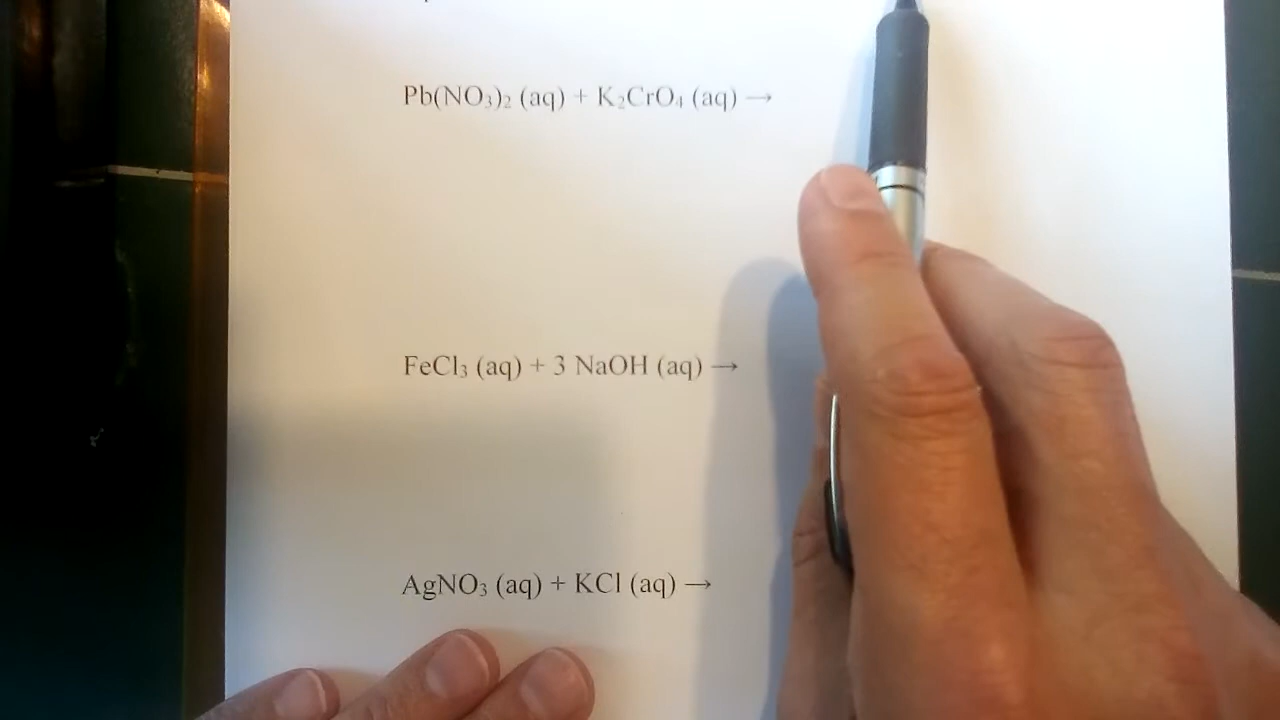 Pb(NO₃)₂ (aq) + K₂CrO₄ (aq) →
FeCl₃ (aq) + 3 NaOH (aq) →
AgNO₃ (aq) + KCl (aq) →